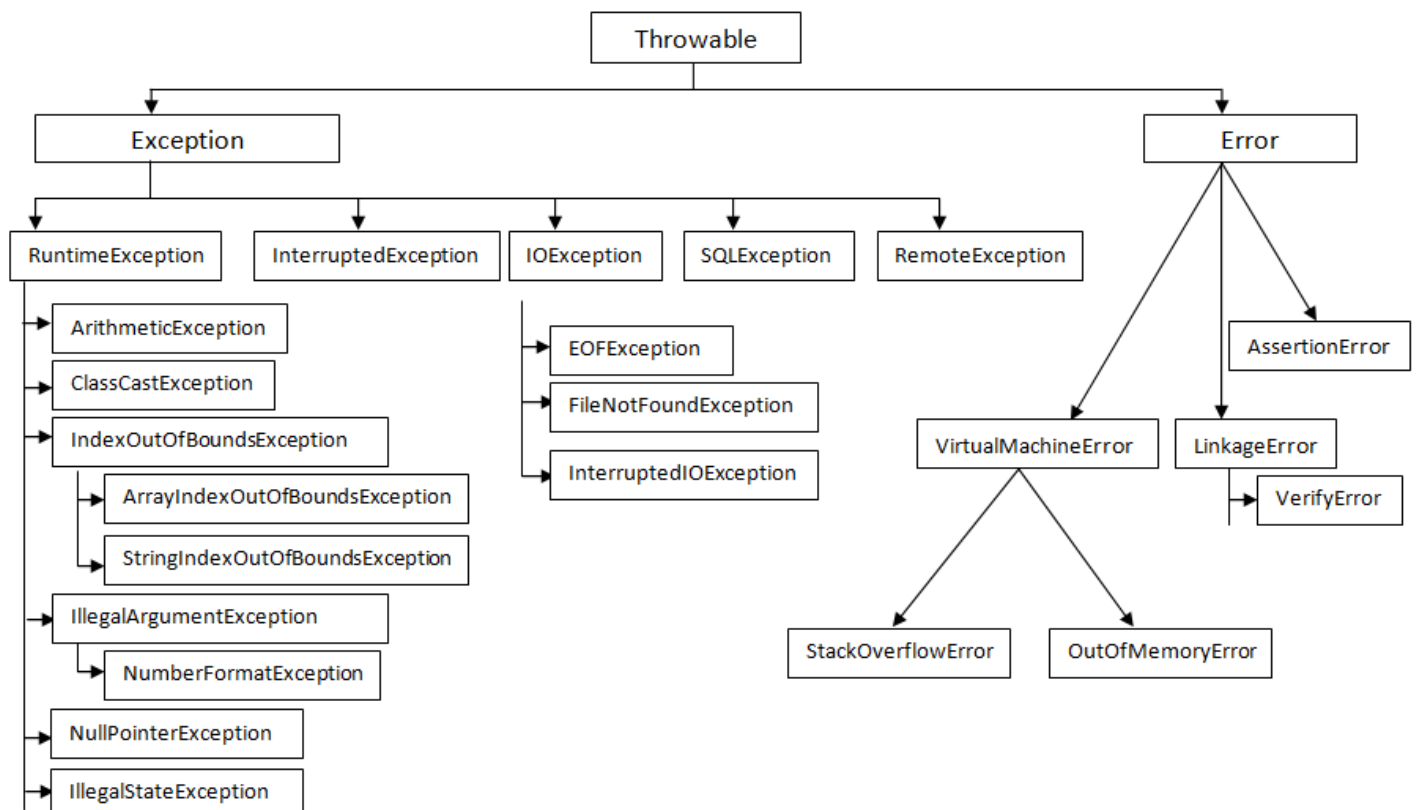 Throwable
Exception
Error
RuntimeException
InterruptedException
IOException
SQLException
RemoteException
ArithmeticException
ClassCastException
IndexOutOfBoundsException
ArrayIndexOutOfBoundsException
StringIndexOutOfBoundsException
IllegalArgumentException
NumberFormatException
NullPointerException
IllegalStateException
EOFException
FileNotFoundException
InterruptedIOException
AssertionError
VirtualMachineError
LinkageError
VerifyError
StackOverflowError
OutOfMemoryError